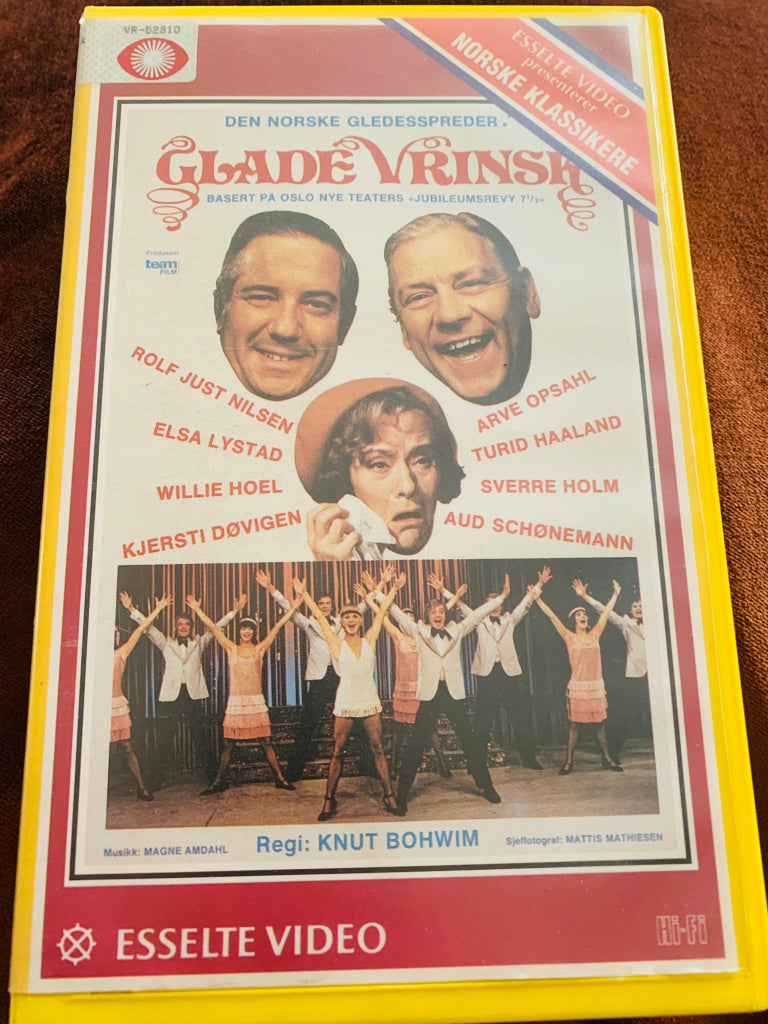 VR-D2810
ESSELTE VIDEO
presenterer
NORSKE KLASSIKERE
DEN NORSKE GLEDESSPREDER!
GLADE VRINSK
BASERT PÅ OSLO NYE TEATERS «JUBILEUMSREVY 7 1/2»
Produsent
team
FILM
ROLF JUST NILSEN
ARVE OPSAHL
ELSA LYSTAD
TURID HAALAND
WILLIE HOEL
SVERRE HOLM
KJERSTI DØVIGEN
AUD SCHØNEMANN
Musikk: MAGNE AMDAHL
Regi: KNUT BOHWIM
Sjeffotograf: MATTIS MATHIESEN
ESSELTE VIDEO
Hi-Fi